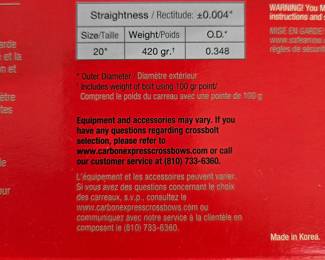 Straightness / Rectitude: ±0.004"
Size/Taille Weight/Poids O.D.*
20" 420 gr.† 0.348
* Outer Diameter Diamètre extérieur
† Includes weight of bolt using 100 gr point/
Comprend le poids du carreau avec une pointe de 100 g
Equipment and accessories may vary. If you
have any questions regarding crossbolt
selection, please refer to
www.carbonexpresscrossbows.com or call
our customer service at (810) 733-6360.
L'équipement et les accessoires peuvent varier.
Si vous avez des questions concernant le choix
des carreaux, s.v.p., consultez le
www.carbonexpresscrossbows.com ou
communiquez avec notre service à la clientèle en
composant le (810) 733-6360.
WARNING! You M
instructions and s
MISE EN GARDE!
www.safearrow.co
règles de sécurit
Made in Korea.